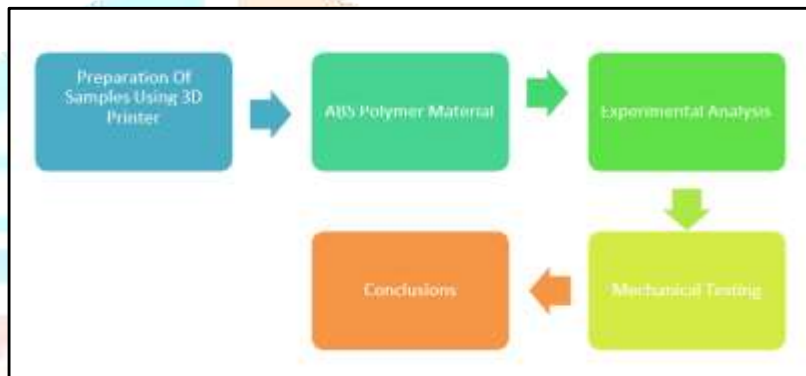 Preparation Of
Samples Using 3D
Printer
ABS Polymer Material
Experimental Analysis
Mechanical Testing
Conclusions